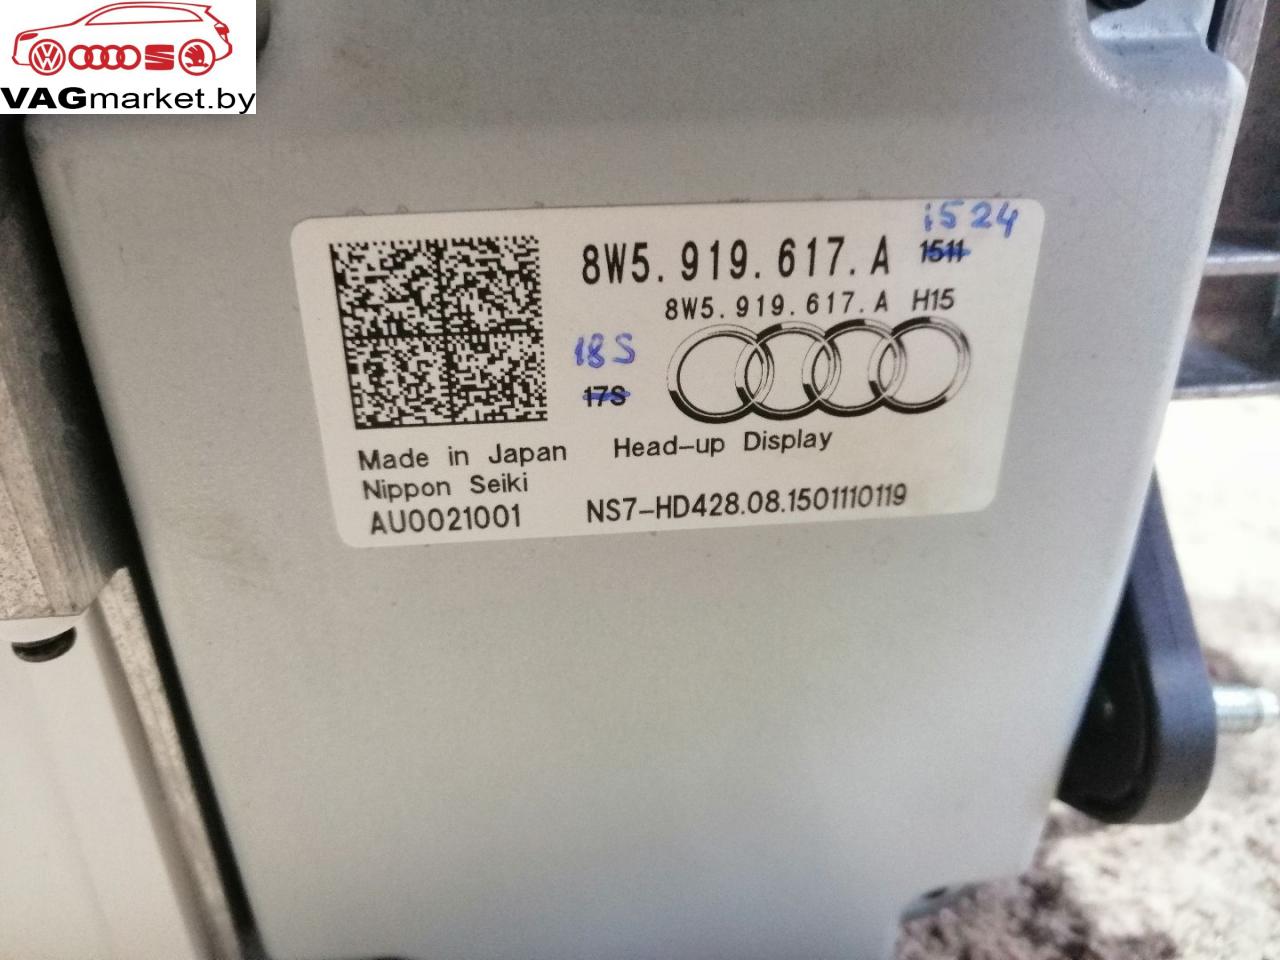 VAGmarket.by
i524
8W5.919.617.A 1511
8W5.919.617.A H15
18S
17S
Made in Japan Head-up Display
Nippon Seiki
AU0021001 NS7-HD428.08.1501110119